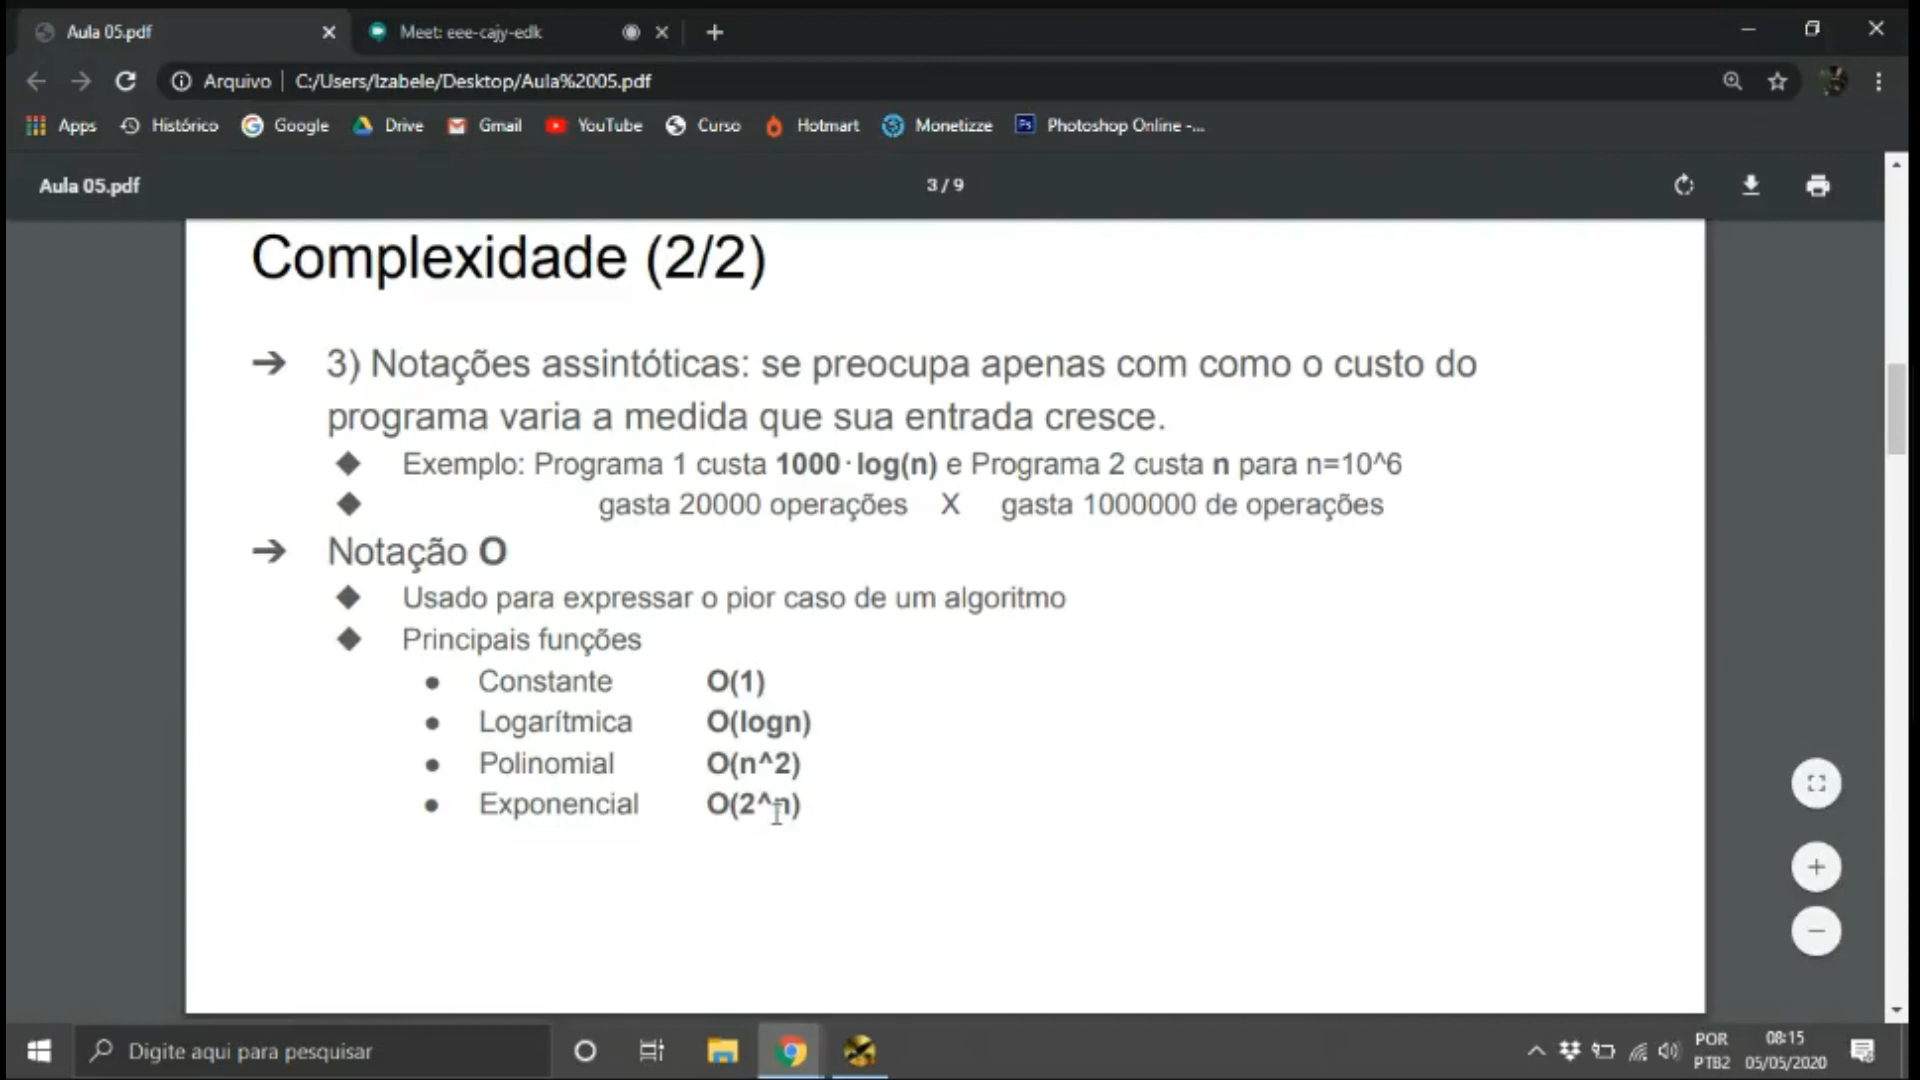 Aula 05.pdf
Meet: eee-cajy-edk
Arquivo | C:/Users/Izabele/Desktop/Aula%2005.pdf
Apps Histórico Google Drive Gmail YouTube Curso Hotmart Monetizze Ps Photoshop Online -...
Aula 05.pdf 3 / 9
Complexidade (2/2)
➔ 3) Notações assintóticas: se preocupa apenas com como o custo do
programa varia a medida que sua entrada cresce.
◆ Exemplo: Programa 1 custa 1000·log(n) e Programa 2 custa n para n=10^6
◆ gasta 20000 operações X gasta 1000000 de operações
➔ Notação O
◆ Usado para expressar o pior caso de um algoritmo
◆ Principais funções
● Constante O(1)
● Logarítmica O(logn)
● Polinomial O(n^2)
● Exponencial O(2^n)
Digite aqui para pesquisar
POR 08:15
PTB2 05/05/2020